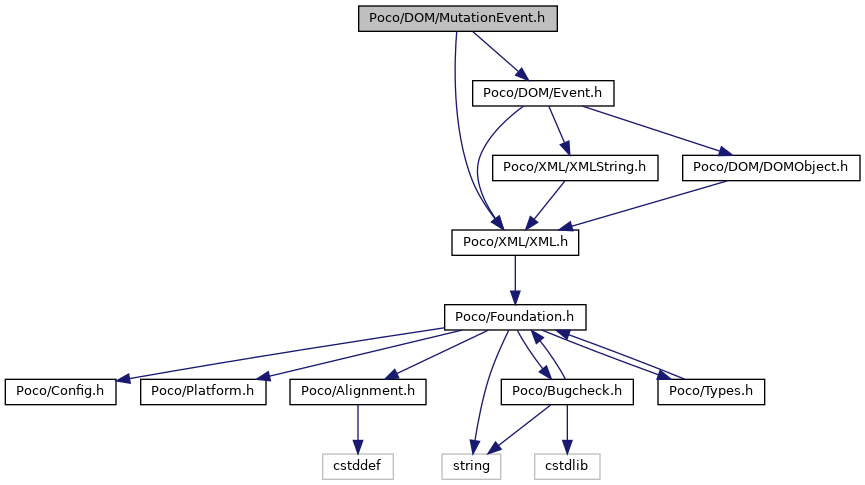 Poco/DOM/MutationEvent.h
Poco/DOM/Event.h
Poco/XML/XMLString.h
Poco/DOM/DOMObject.h
Poco/XML/XML.h
Poco/Foundation.h
Poco/Config.h
Poco/Platform.h
Poco/Alignment.h
Poco/Bugcheck.h
Poco/Types.h
cstddef
string
cstdlib